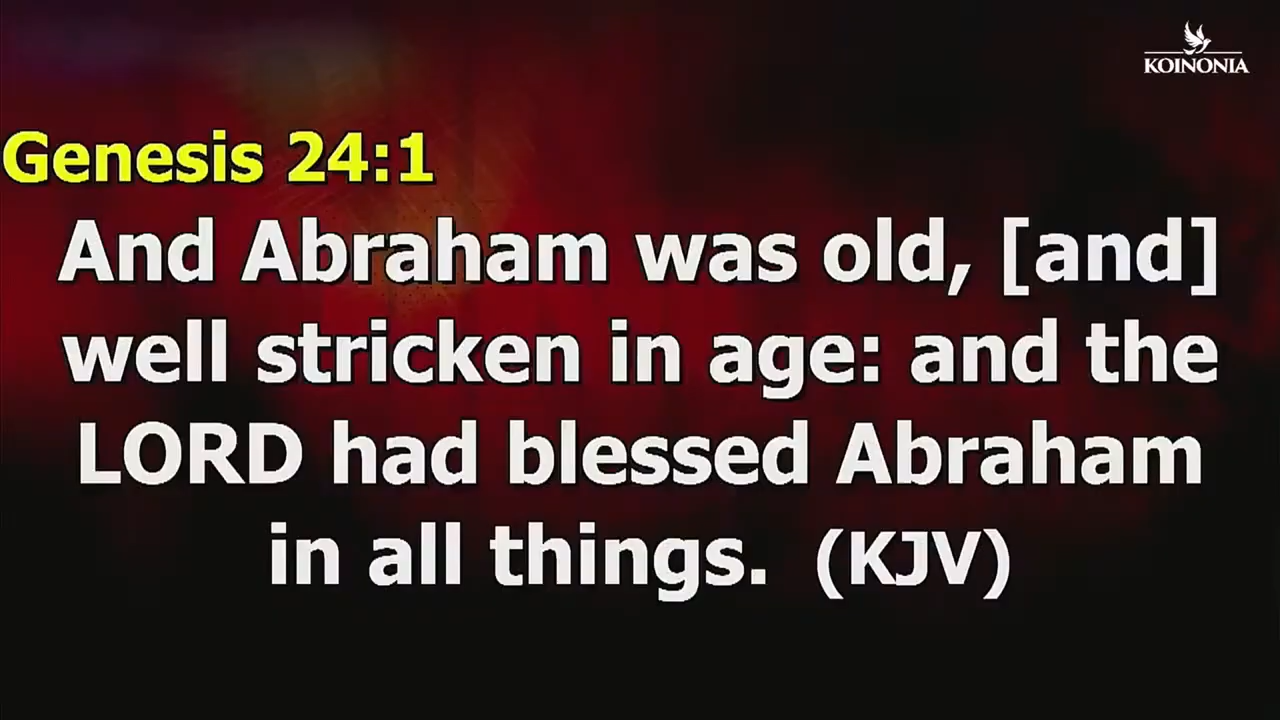 KOINONIA
Genesis 24:1
And Abraham was old, [and]
well stricken in age: and the
LORD had blessed Abraham
in all things. (KJV)